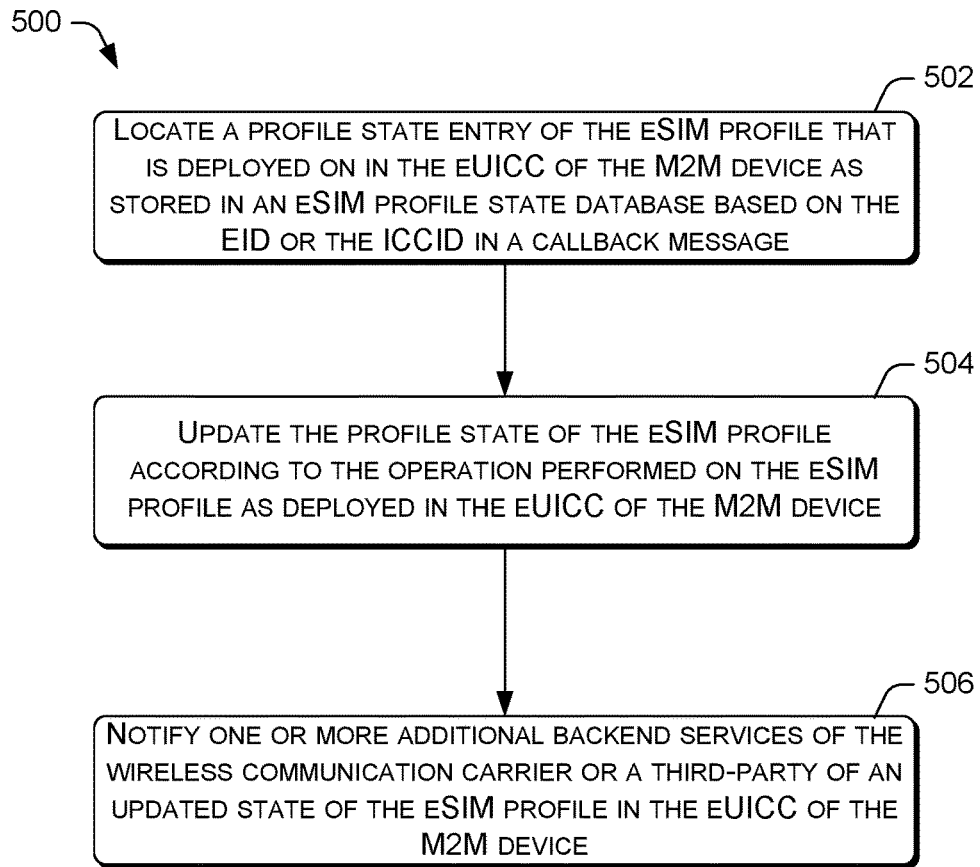 500
502
LOCATE A PROFILE STATE ENTRY OF THE ESIM PROFILE THAT
IS DEPLOYED ON IN THE EUICC OF THE M2M DEVICE AS
STORED IN AN ESIM PROFILE STATE DATABASE BASED ON THE
EID OR THE ICCID IN A CALLBACK MESSAGE
504
UPDATE THE PROFILE STATE OF THE ESIM PROFILE
ACCORDING TO THE OPERATION PERFORMED ON THE ESIM
PROFILE AS DEPLOYED IN THE EUICC OF THE M2M DEVICE
506
NOTIFY ONE OR MORE ADDITIONAL BACKEND SERVICES OF THE
WIRELESS COMMUNICATION CARRIER OR A THIRD-PARTY OF AN
UPDATED STATE OF THE ESIM PROFILE IN THE EUICC OF THE
M2M DEVICE